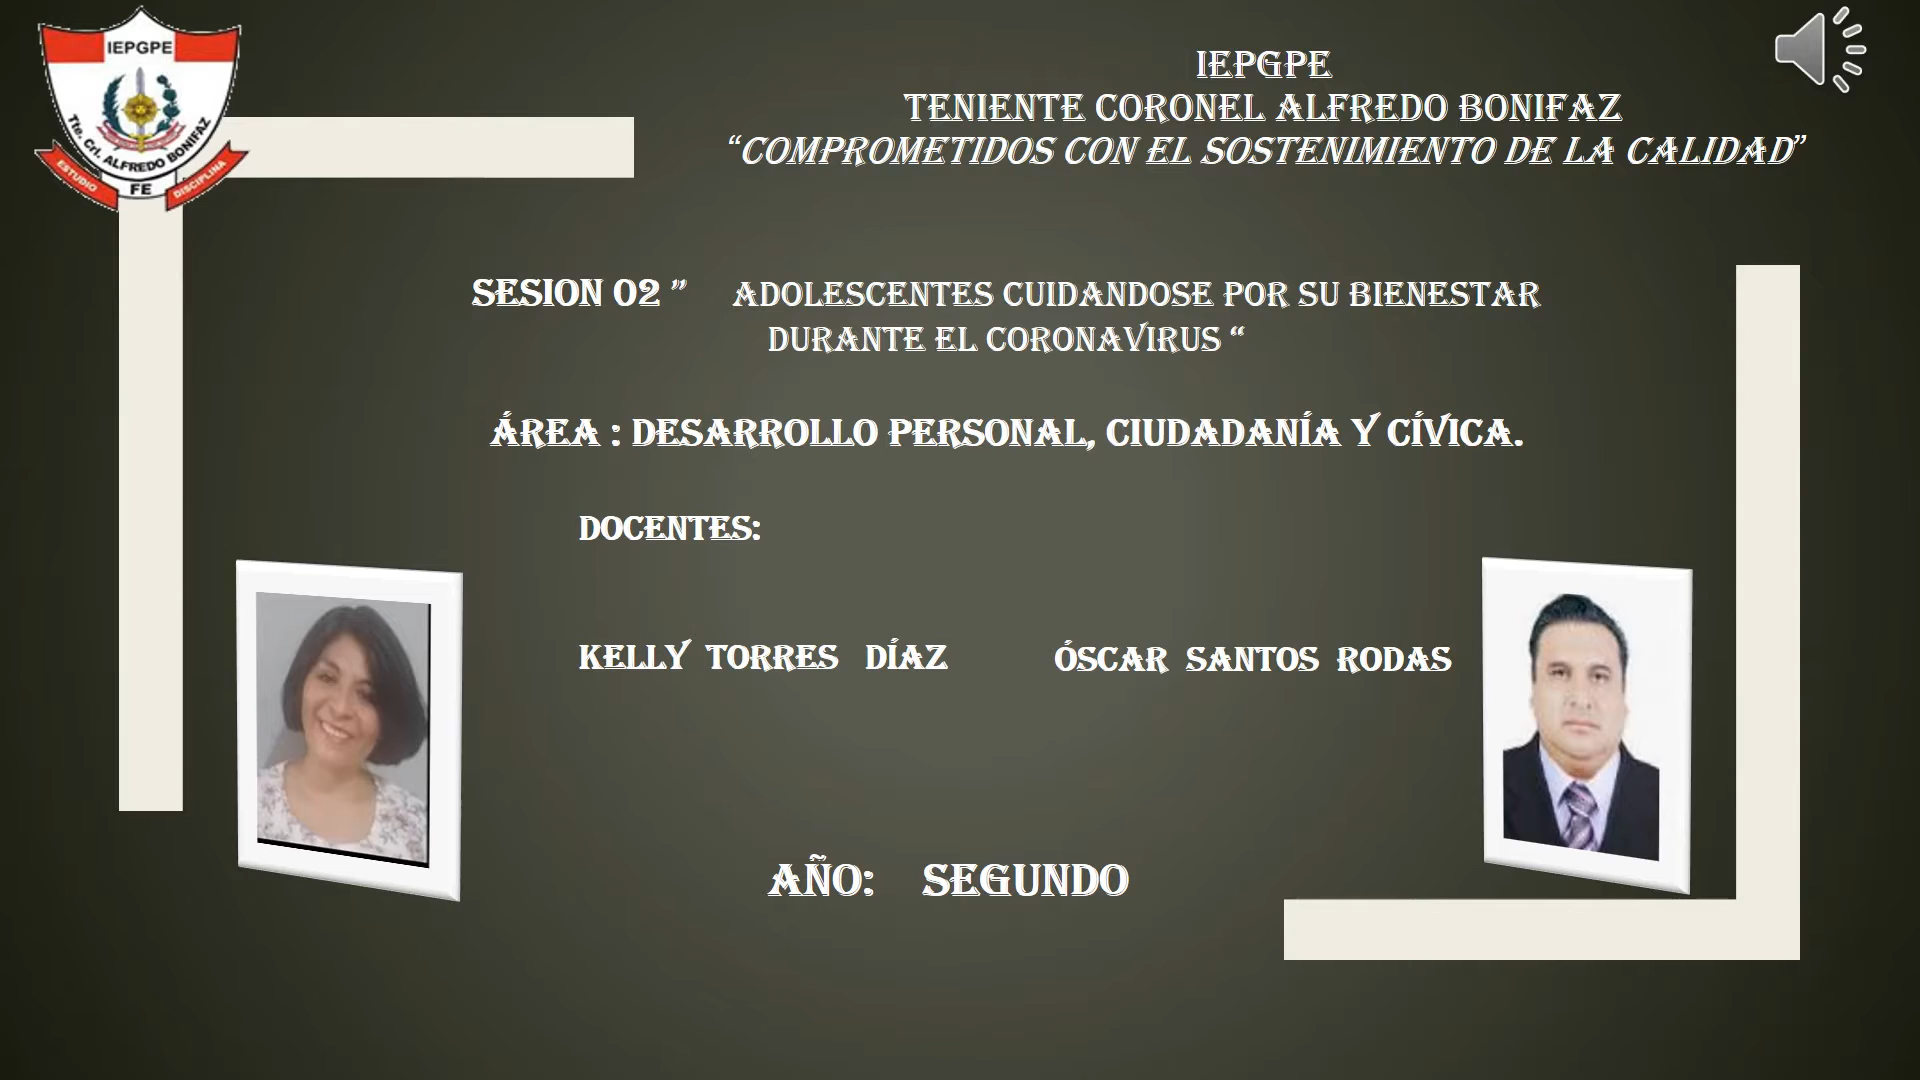 IEPGPE
Tte. Crl. ALFREDO BONIFAZ
ESTUDIO
FE
DISCIPLINA
IEPGPE
TENIENTE CORONEL ALFREDO BONIFAZ
“COMPROMETIDOS CON EL SOSTENIMIENTO DE LA CALIDAD”
SESION 02 ” ADOLESCENTES CUIDANDOSE POR SU BIENESTAR
DURANTE EL CORONAVIRUS “
ÁREA : DESARROLLO PERSONAL, CIUDADANÍA Y CÍVICA.
DOCENTES:
KELLY TORRES DÍAZ
ÓSCAR SANTOS RODAS
AÑO: SEGUNDO